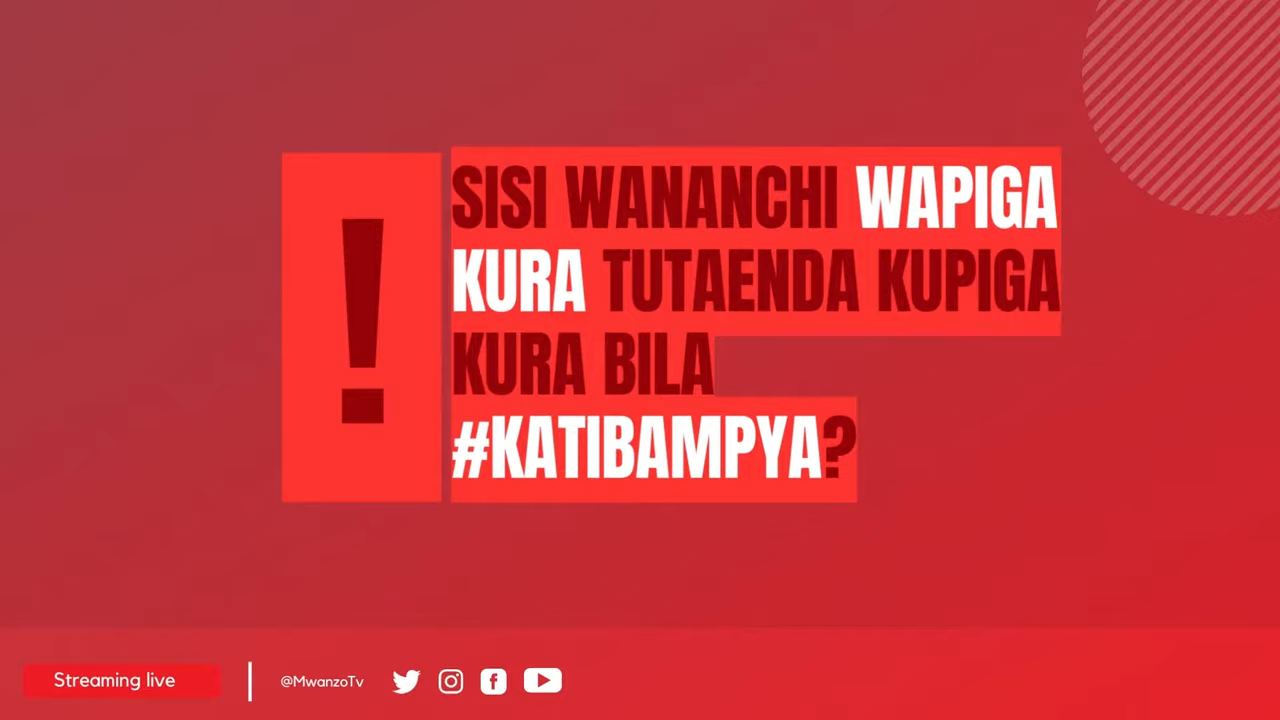 !
SISI WANANCHI WAPIGA
KURA TUTAENDA KUPIGA
KURA BILA
#KATIBAMPYA?
Streaming live
@MwanzoTv